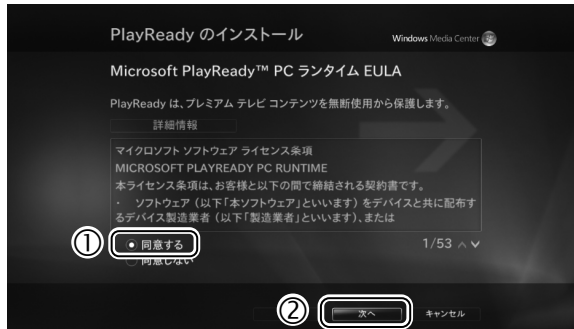 PlayReady のインストール
Windows Media Center
Microsoft PlayReady™ PC ランタイム EULA
PlayReady は、プレミアム テレビ コンテンツを無断使用から保護します。
詳細情報
マイクロソフト ソフトウェア ライセンス条項
MICROSOFT PLAYREADY PC RUNTIME
本ライセンス条項は、お客様と以下の間で締結される契約書です。
・ ソフトウェア（以下「本ソフトウェア」といいます）をデバイスと共に配布す
るデバイス製造業者（以下「製造業者」といいます）、または
① 同意する
1/53
同意しない
② 次へ
キャンセル